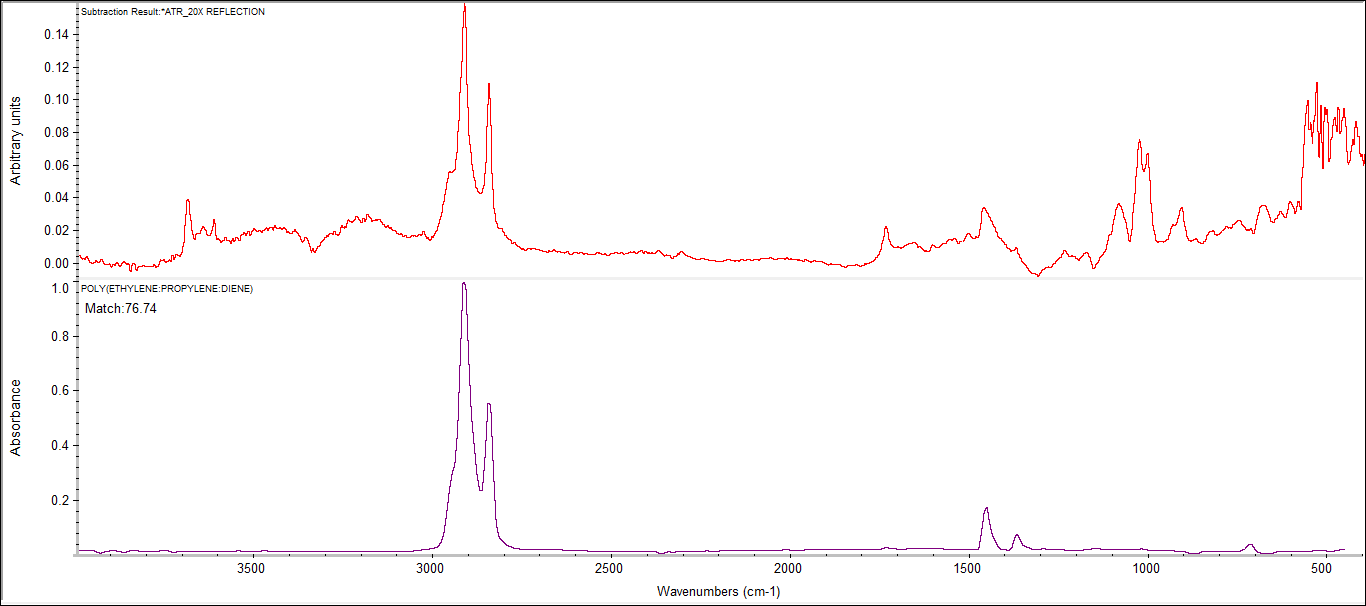 Subtraction Result:*ATR_20X REFLECTION
0.14
0.12
0.10
0.08
0.06
0.04
0.02
0.00
Arbitrary units
POLY(ETHYLENE:PROPYLENE:DIENE)
Match:76.74
1.0
0.8
0.6
0.4
0.2
Absorbance
3500 3000 2500 2000 1500 1000 500
Wavenumbers (cm-1)